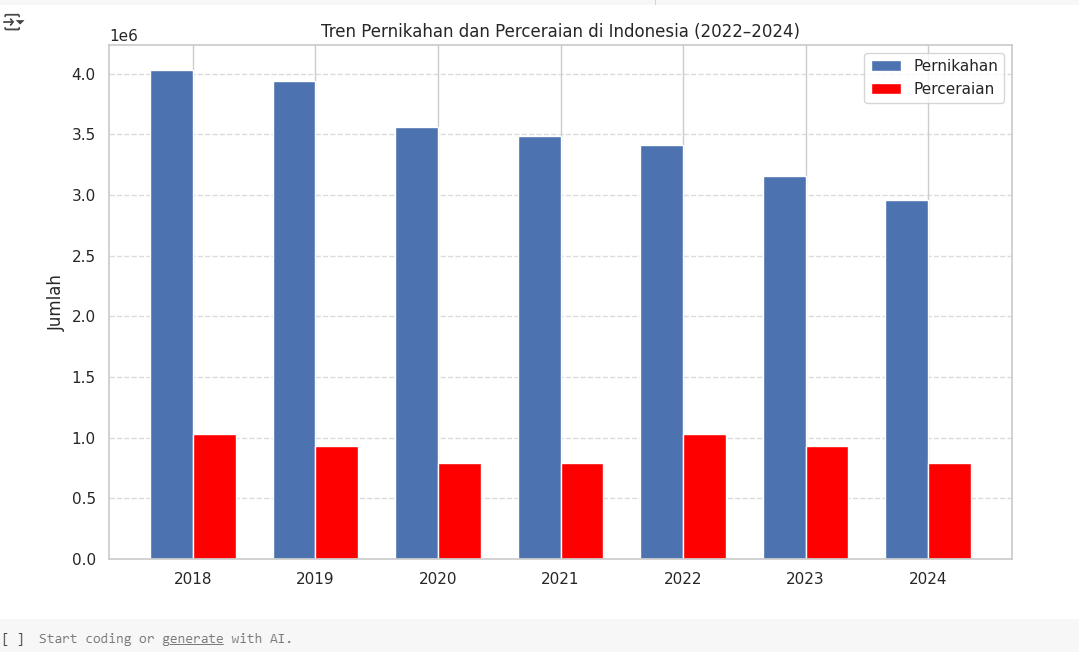 Tren Pernikahan dan Perceraian di Indonesia (2022–2024)
1e6
Pernikahan
Perceraian
4.0
3.5
3.0
2.5
2.0
1.5
1.0
0.5
0.0
Jumlah
2018 2019 2020 2021 2022 2023 2024
[ ] Start coding or generate with AI.